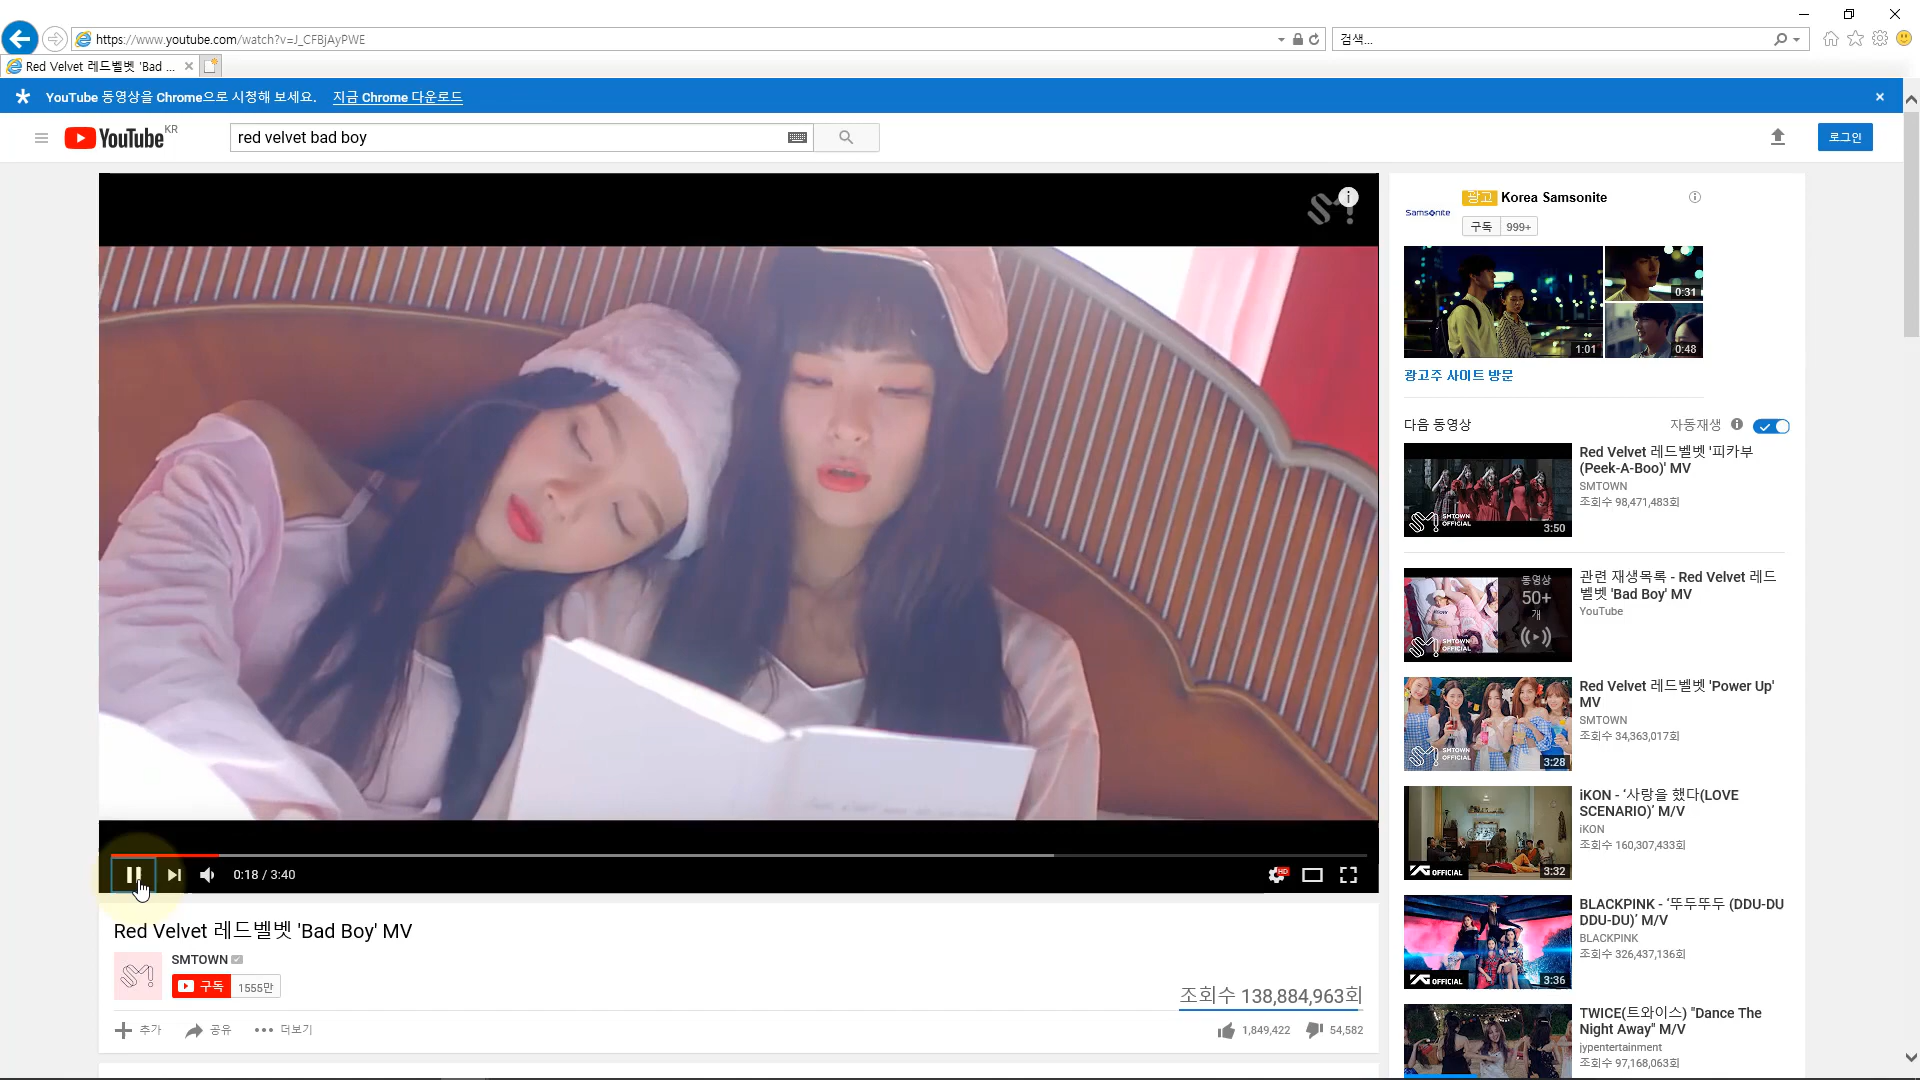 https://www.youtube.com/watch?v=J_CFBjAyPWE
검색...
Red Velvet 레드벨벳 'Bad ...
YouTube 동영상을 Chrome으로 시청해 보세요. 지금 Chrome 다운로드
YouTube KR
red velvet bad boy
로그인
SM!
Samsonite
광고 Korea Samsonite
구독 999+
1:01
0:31
0:48
광고주 사이트 방문
다음 동영상
자동재생
Red Velvet 레드벨벳 '피카부
(Peek-A-Boo)' MV
SMTOWN
조회수 98,471,483회
SMTOWN
OFFICIAL
3:50
동영상
50+
개
SMTOWN
OFFICIAL
관련 재생목록 - Red Velvet 레드
벨벳 'Bad Boy' MV
YouTube
Red Velvet 레드벨벳 'Power Up'
MV
SMTOWN
조회수 34,363,017회
SMTOWN
OFFICIAL
3:28
iKON - ‘사랑을 했다(LOVE
SCENARIO)’ M/V
iKON
조회수 160,307,433회
YG OFFICIAL
3:32
BLACKPINK - ‘뚜두뚜두 (DDU-DU
DDU-DU)’ M/V
BLACKPINK
조회수 326,437,136회
YG OFFICIAL
3:36
TWICE(트와이스) "Dance The
Night Away" M/V
jypentertainment
조회수 97,168,063회
0:18 / 3:40
HD
Red Velvet 레드벨벳 'Bad Boy' MV
SMTOWN
구독 1555만
조회수 138,884,963회
추가 공유 더보기
1,849,422 54,582